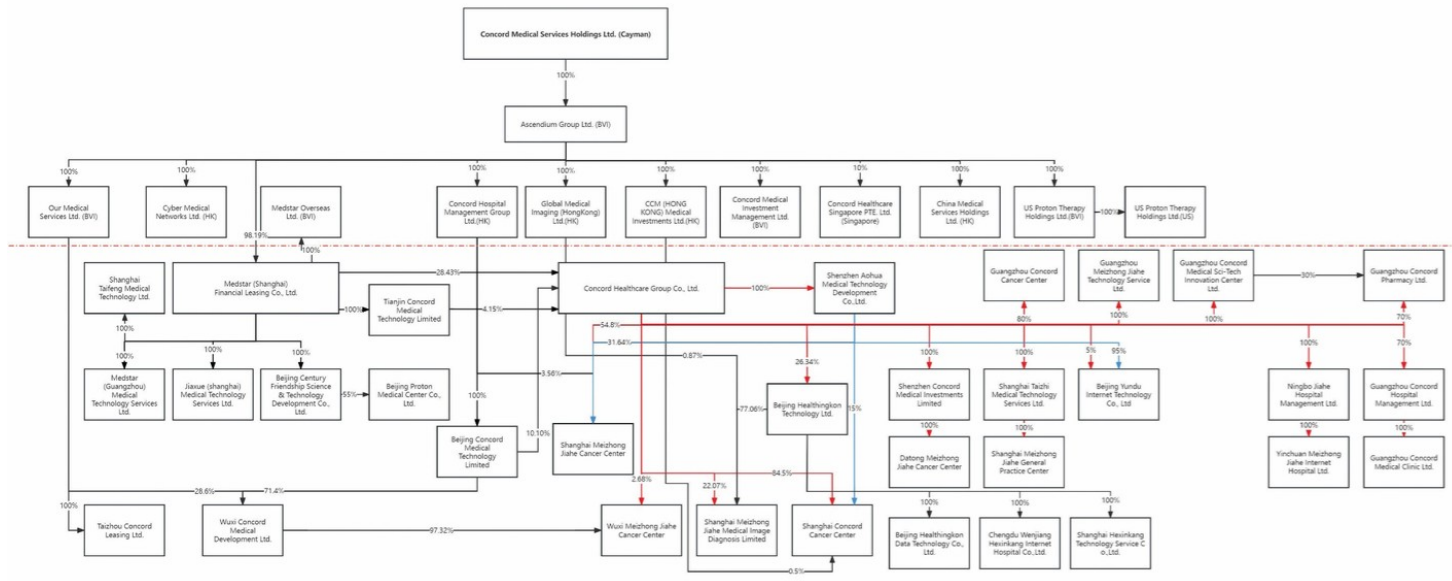 Concord Medical Services Holdings Ltd. (Cayman)
100%
Ascendium Group Ltd. (BVI)
100%
100%
100%
100%
100%
102%
10%
100%
100%
Our Medical
Services Ltd. (BVI)
Cyber Medical
Networks Ltd. (HK)
Medstar Overseas
Ltd. (BVI)
Concord Hospital
Management Group
Ltd.(HK)
Global Medical
Imaging (HongKong)
Ltd.(HK)
CCM (HONG
KONG) Medical
Investments Ltd.(HK)
Concord Medical
Investment
Management Ltd.
(BVI)
Concord Healthcare
Singapore PTE. Ltd.
(Singapore)
China Medical
Services Holdings
Ltd. (HK)
US Proton Therapy
Holdings Ltd.(BVI)
100%
US Proton Therapy
Holdings Ltd.(US)
98.19%
100%
Shanghai
Taifeng Medical
Technology Ltd.
Medstar (Shanghai)
Financial Leasing Co., Ltd.
28.43%
100%
Tianjin Concord
Medical
Technology Limited
4.15%
Concord Healthcare Group Co., Ltd.
100%
Shenzhen Aohua
Medical Technology
Development
Co.,Ltd.
Guangzhou Concord
Cancer Center
Guangzhou
Meizhong Jiahe
Technology Service
Ltd.
Guangzhou Concord
Medical Sci-Tech
Innovation Center
Ltd.
30%
Guangzhou Concord
Pharmacy Ltd.
100%
80%
100%
100%
70%
54.8%
31.64%
100%
100%
100%
3.56%
0.87%
26.34%
100%
100%
5%
95%
100%
70%
Medstar
(Guangzhou)
Medical
Technology Services
Ltd.
Jiaxue (shanghai)
Medical Technology
Services Ltd.
Beijing Century
Friendship Science
& Technology
Development Co.,
Ltd.
55%
Beijing Proton
Medical Center Co.,
Ltd.
100%
77.06%
Beijing Healthingkon
Technology Ltd.
15%
Shenzhen Concord
Medical Investments
Limited
Shanghai Taizhi
Medical Technology
Services Ltd.
Beijing Yundu
Internet Technology
Co., Ltd
Ningbo Jiahe
Hospital
Management Ltd.
Guangzhou Concord
Hospital
Management Ltd.
100%
100%
100%
100%
Beijing Concord
Medical
Technology
Limited
10.10%
Shanghai Meizhong
Jiahe Cancer Center
Datong Meizhong
Jiahe Cancer Center
Shanghai Meizhong
Jiahe General
Practice Center
Yinchuan Meizhong
Jiahe Internet
Hospital Ltd.
Guangzhou Concord
Medical Clinic Ltd.
28.6%
71.4%
2.68%
22.07%
84.5%
100%
Taizhou Concord
Leasing Ltd.
Wuxi Concord
Medical
Development Ltd.
97.32%
Wuxi Meizhong Jiahe
Cancer Center
Shanghai Meizhong
Jiahe Medical Image
Diagnosis Limited
Shanghai Concord
Cancer Center
100%
100%
100%
Beijing Healthingkon
Data Technology Co.,
Ltd.
Chengdu Wenjiang
Hexinkang Internet
Hospital Co.,Ltd.
Shanghai Hexinkang
Technology Service C
o.,Ltd.
0.5%